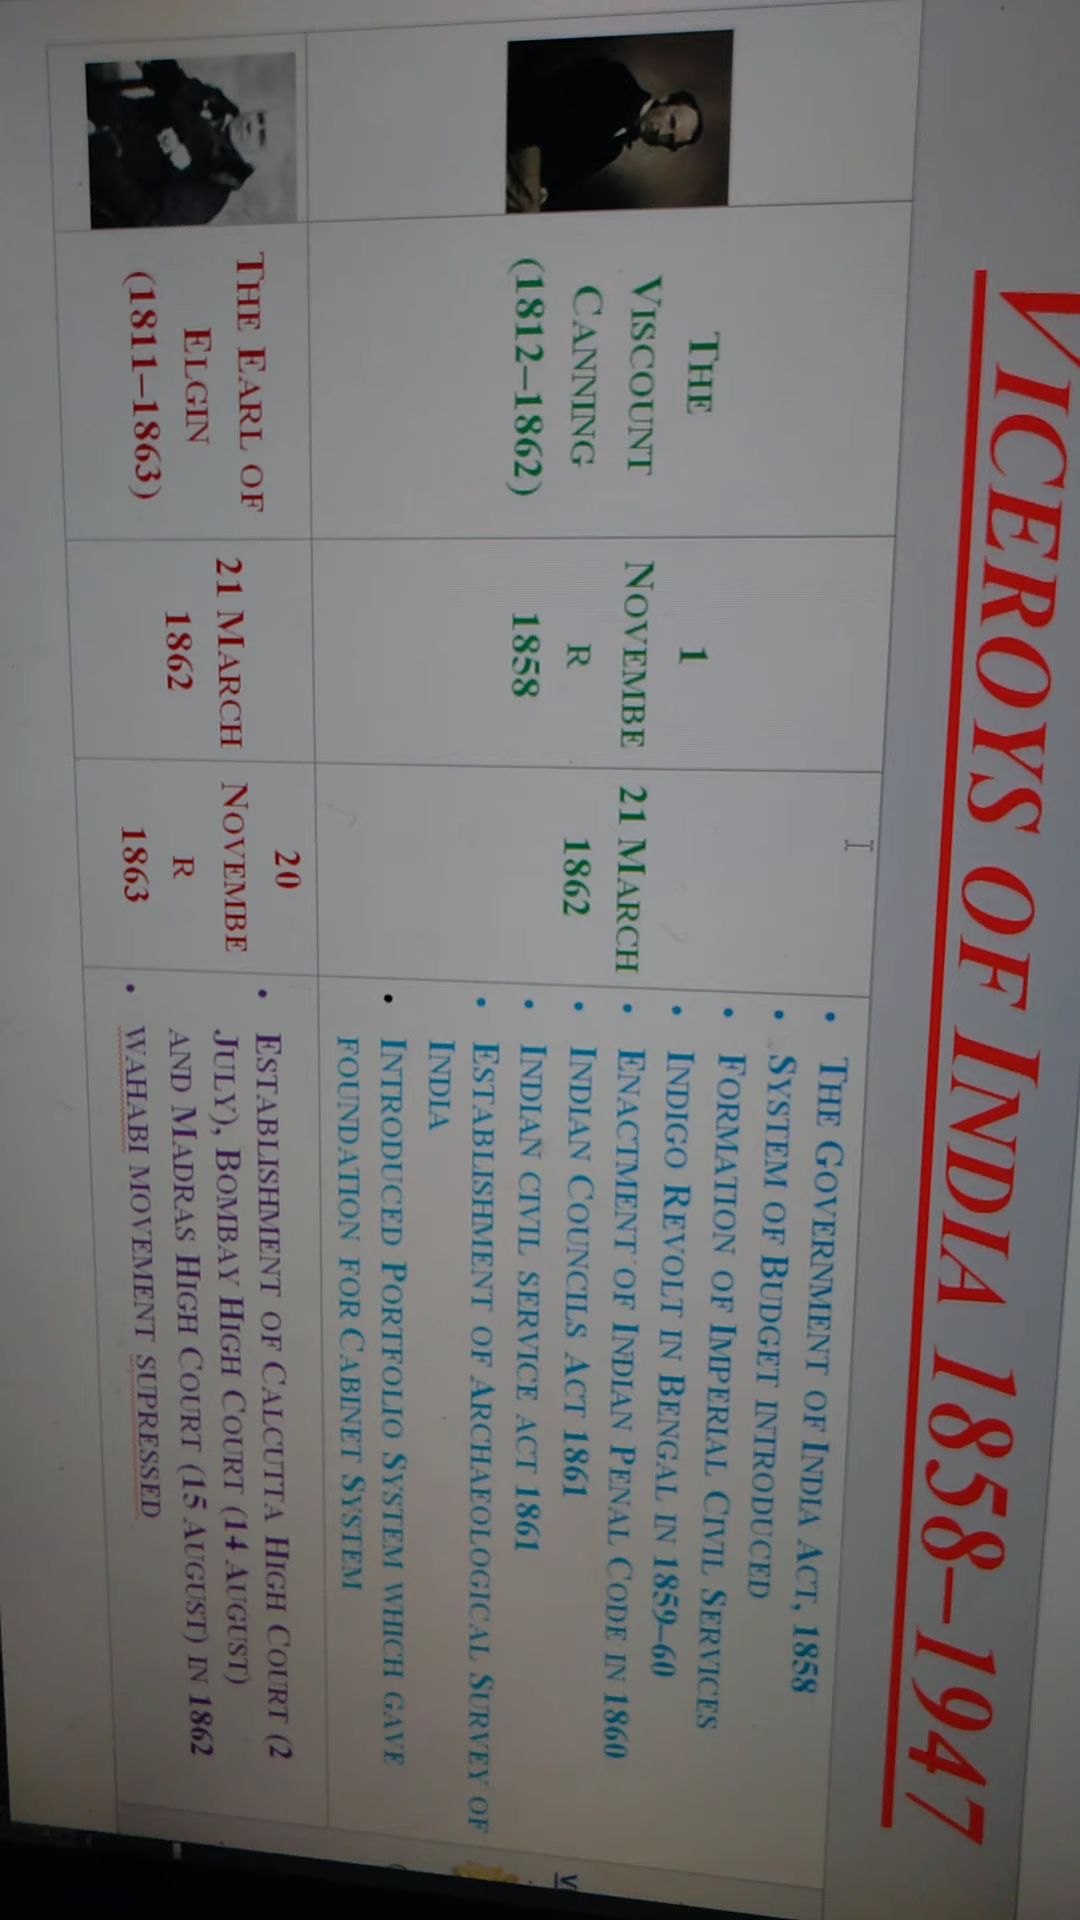 VICEROYS OF INDIA 1858–1947
THE
VISCOUNT
CANNING
(1812–1862)
1
NOVEMBE
R
1858
21 MARCH
1862
• THE GOVERNMENT OF INDIA ACT, 1858
• SYSTEM OF BUDGET INTRODUCED
• FORMATION OF IMPERIAL CIVIL SERVICES
• INDIGO REVOLT IN BENGAL IN 1859–60
• ENACTMENT OF INDIAN PENAL CODE IN 1860
• INDIAN COUNCILS ACT 1861
• INDIAN CIVIL SERVICE ACT 1861
• ESTABLISHMENT OF ARCHAEOLOGICAL SURVEY OF
INDIA
• INTRODUCED PORTFOLIO SYSTEM WHICH GAVE
FOUNDATION FOR CABINET SYSTEM
THE EARL OF
ELGIN
(1811–1863)
21 MARCH
1862
20
NOVEMBE
R
1863
• ESTABLISHMENT OF CALCUTTA HIGH COURT (2
JULY), BOMBAY HIGH COURT (14 AUGUST)
AND MADRAS HIGH COURT (15 AUGUST) IN 1862
• WAHABI MOVEMENT SUPRESSED